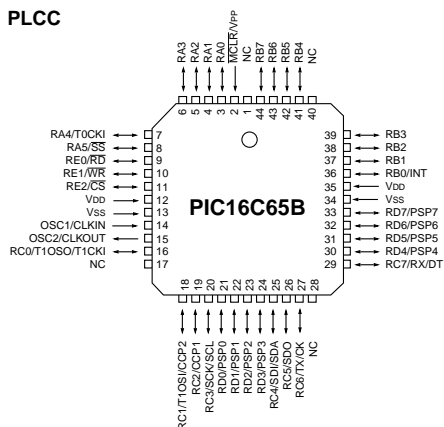 PLCC
RA3
RA2
RA1
RA0
MCLR/VPP
NC
RB7
RB6
RB5
RB4
NC
6
5
4
3
2
1
44
43
42
41
40
RA4/T0CKI 7
RA5/SS 8
RE0/RD 9
RE1/WR 10
RE2/CS 11
VDD 12
VSS 13
OSC1/CLKIN 14
OSC2/CLKOUT 15
RC0/T1OSO/T1CKI 16
NC 17
PIC16C65B
39 RB3
38 RB2
37 RB1
36 RB0/INT
35 VDD
34 VSS
33 RD7/PSP7
32 RD6/PSP6
31 RD5/PSP5
30 RD4/PSP4
29 RC7/RX/DT
18
19
20
21
22
23
24
25
26
27
28
RC1/T1OSI/CCP2
RC2/CCP1
RC3/SCK/SCL
RD0/PSP0
RD1/PSP1
RD2/PSP2
RD3/PSP3
RC4/SDI/SDA
RC5/SDO
RC6/TX/CK
NC